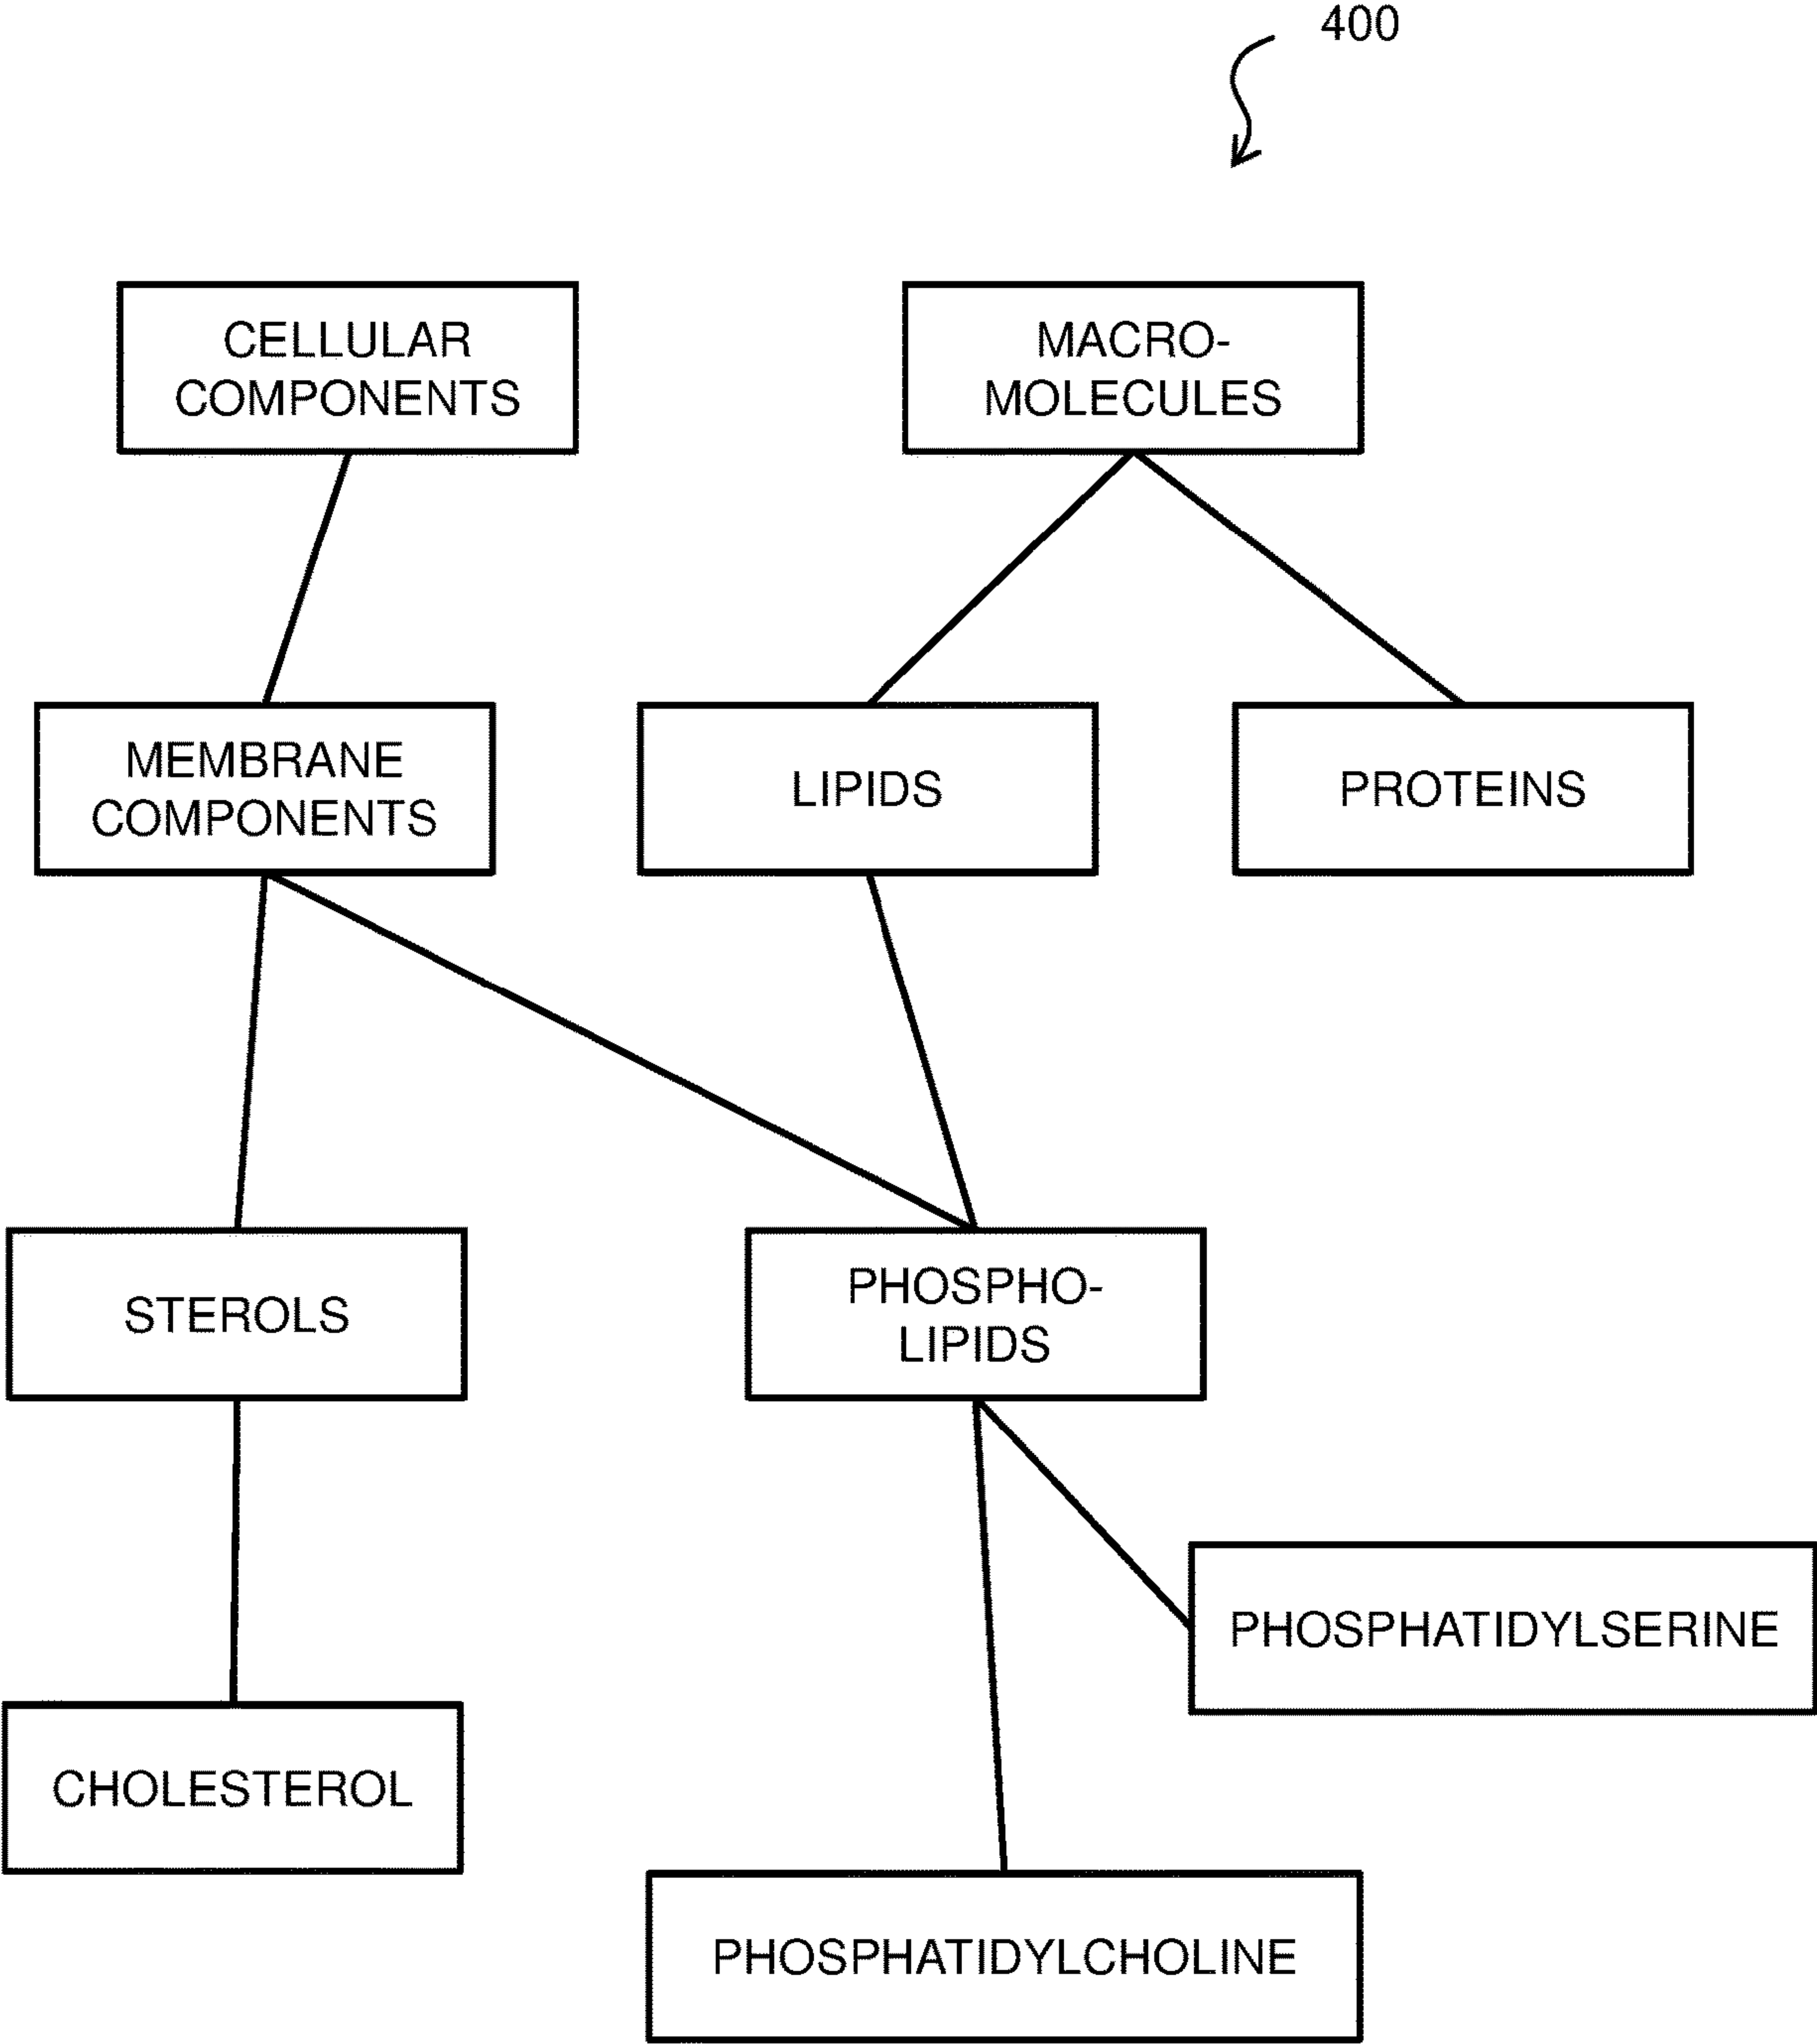 400
CELLULAR
COMPONENTS
MACRO-
MOLECULES
MEMBRANE
COMPONENTS
LIPIDS
PROTEINS
STEROLS
PHOSPHO-
LIPIDS
PHOSPHATIDYLSERINE
CHOLESTEROL
PHOSPHATIDYLCHOLINE